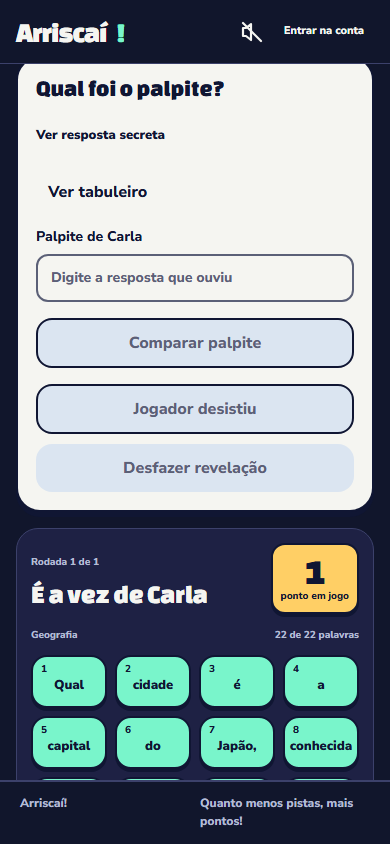 Arriscaí !
Entrar na conta
Qual foi o palpite?
Ver resposta secreta
Ver tabuleiro
Palpite de Carla
Digite a resposta que ouviu
Comparar palpite
Jogador desistiu
Desfazer revelação
Rodada 1 de 1
É a vez de Carla
1
ponto em jogo
Geografia
22 de 22 palavras
1 Qual
2 cidade
3 é
4 a
5 capital
6 do
7 Japão,
8 conhecida
Arriscaí!
Quanto menos pistas, mais
pontos!